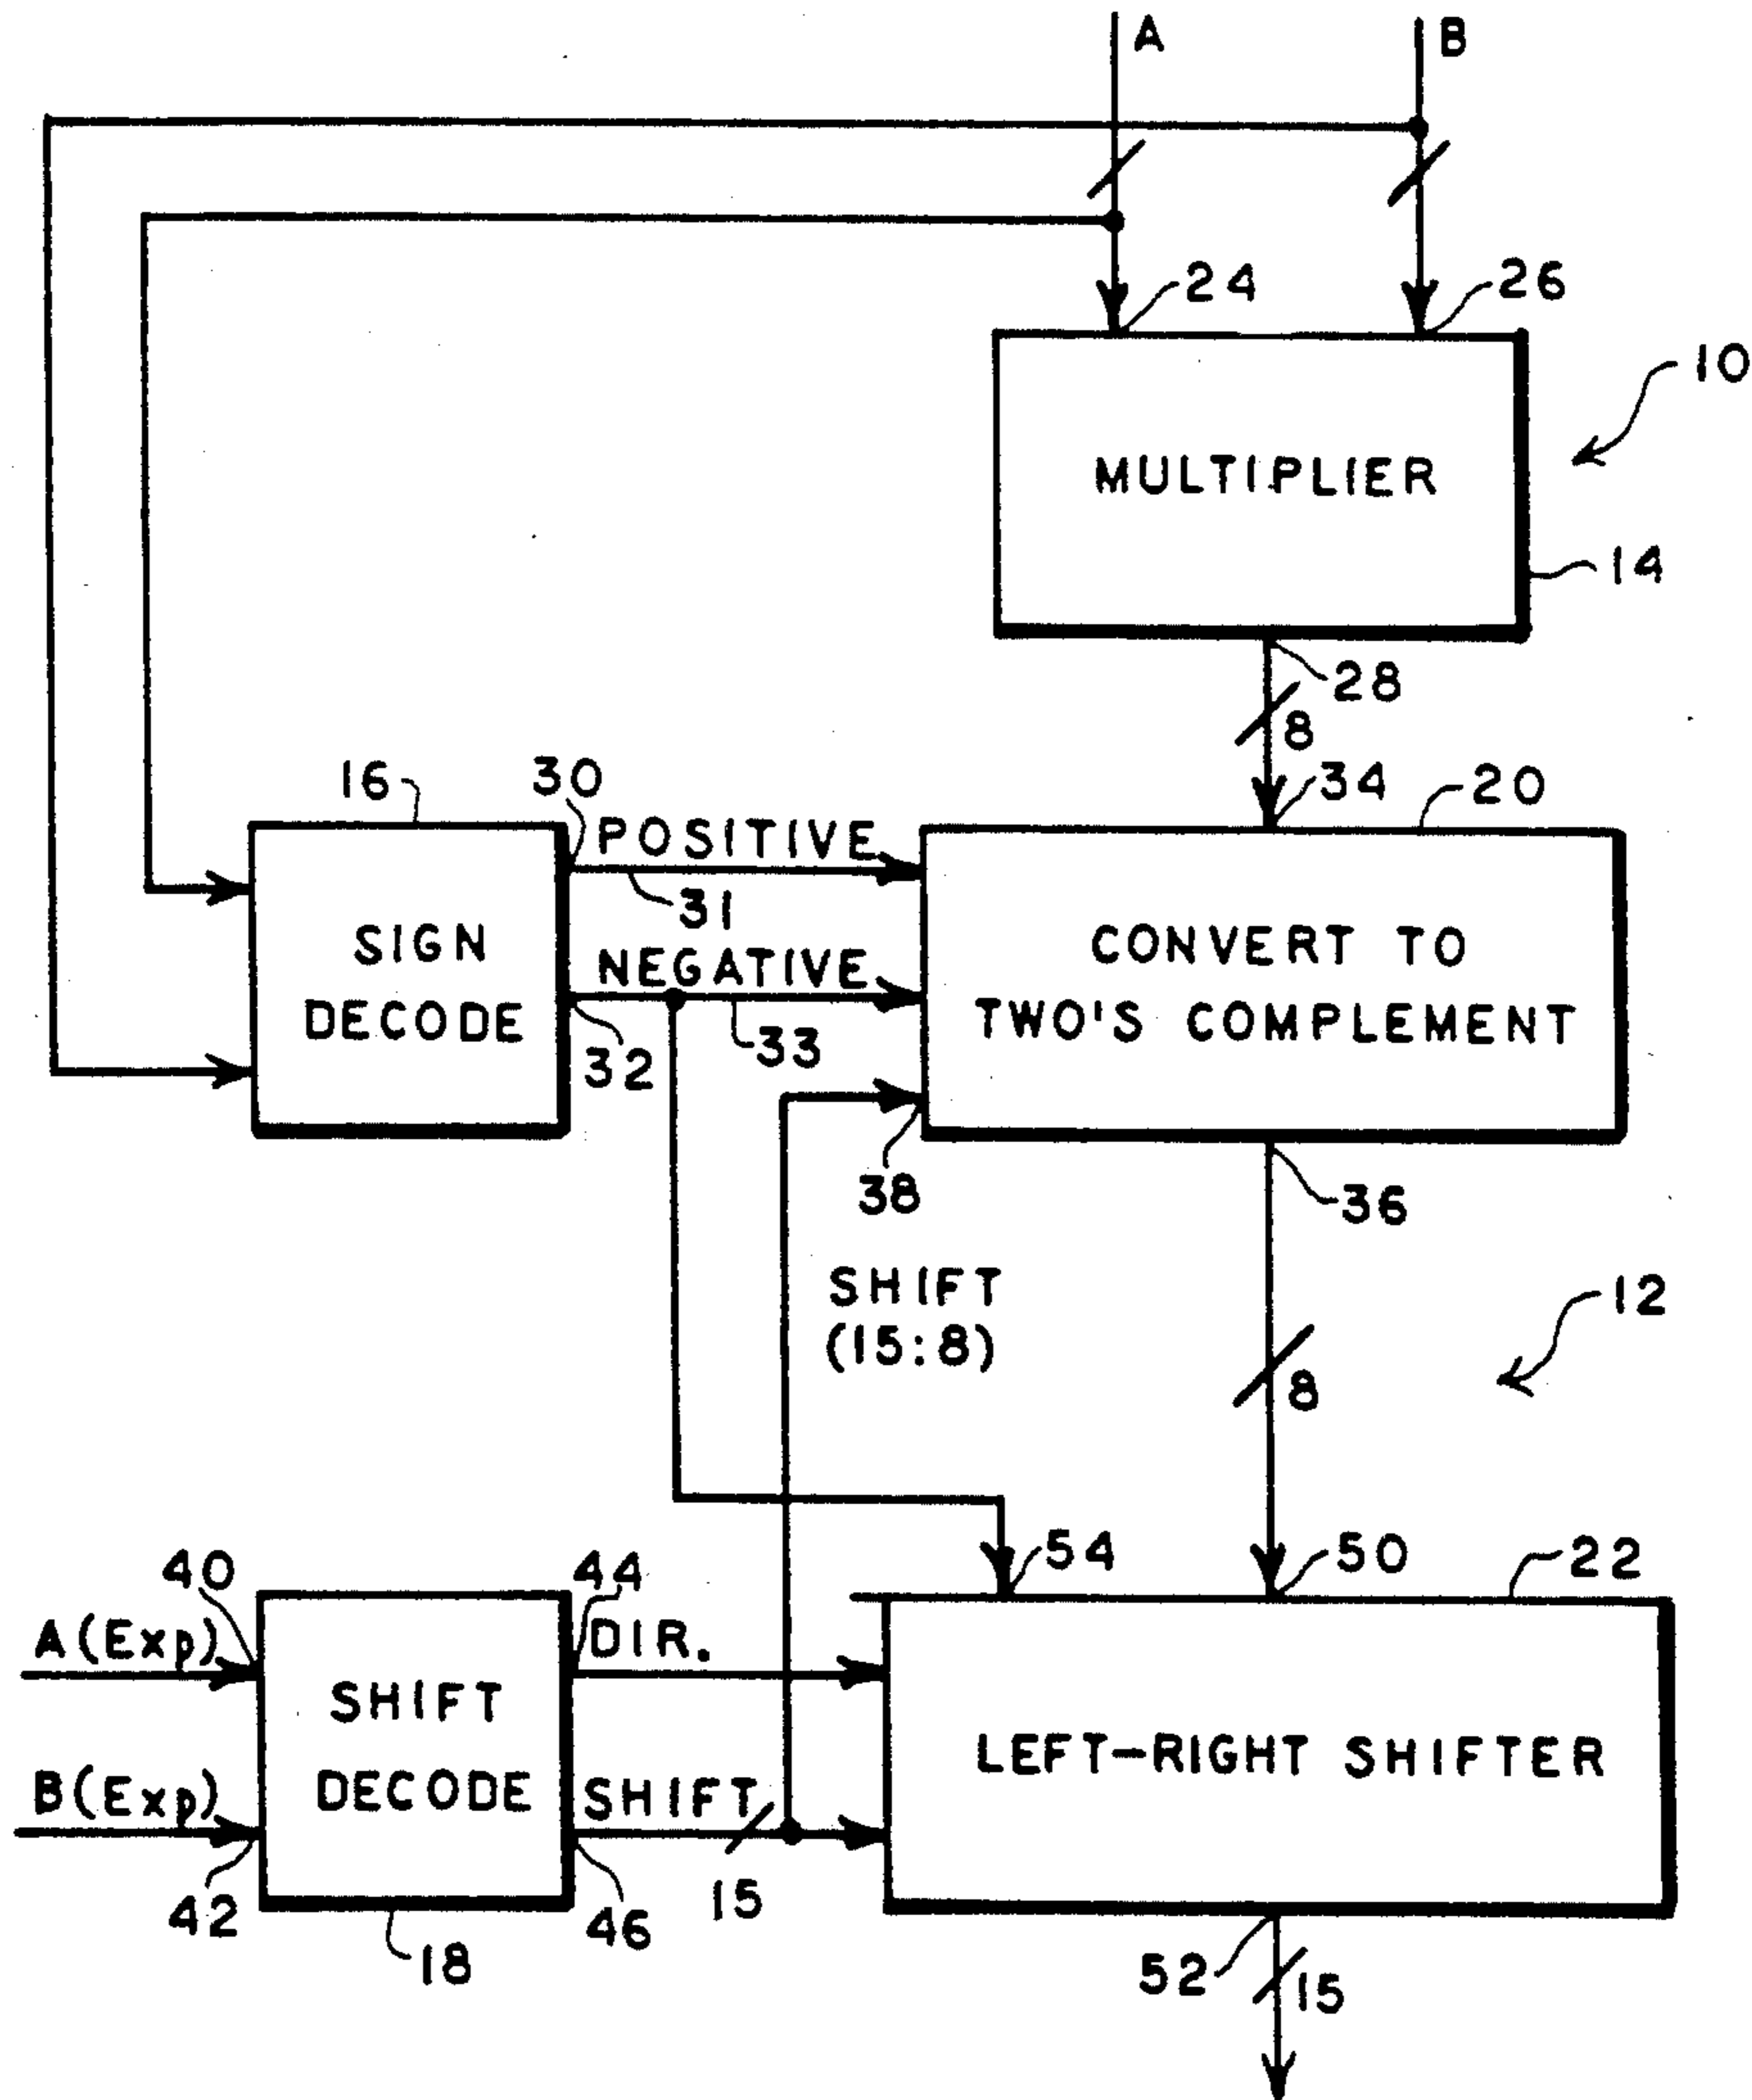 A
B
24
26
10
MULTIPLIER
14
28
8
16
30
34
20
POSITIVE
31
SIGN
DECODE
NEGATIVE
32
33
CONVERT TO
TWO'S COMPLEMENT
38
36
SHIFT
(15:8)
12
8
40
44
54
50
22
A(Exp)
DIR.
SHIFT
DECODE
LEFT-RIGHT SHIFTER
B(Exp)
SHIFT
42
46
15
18
52
15